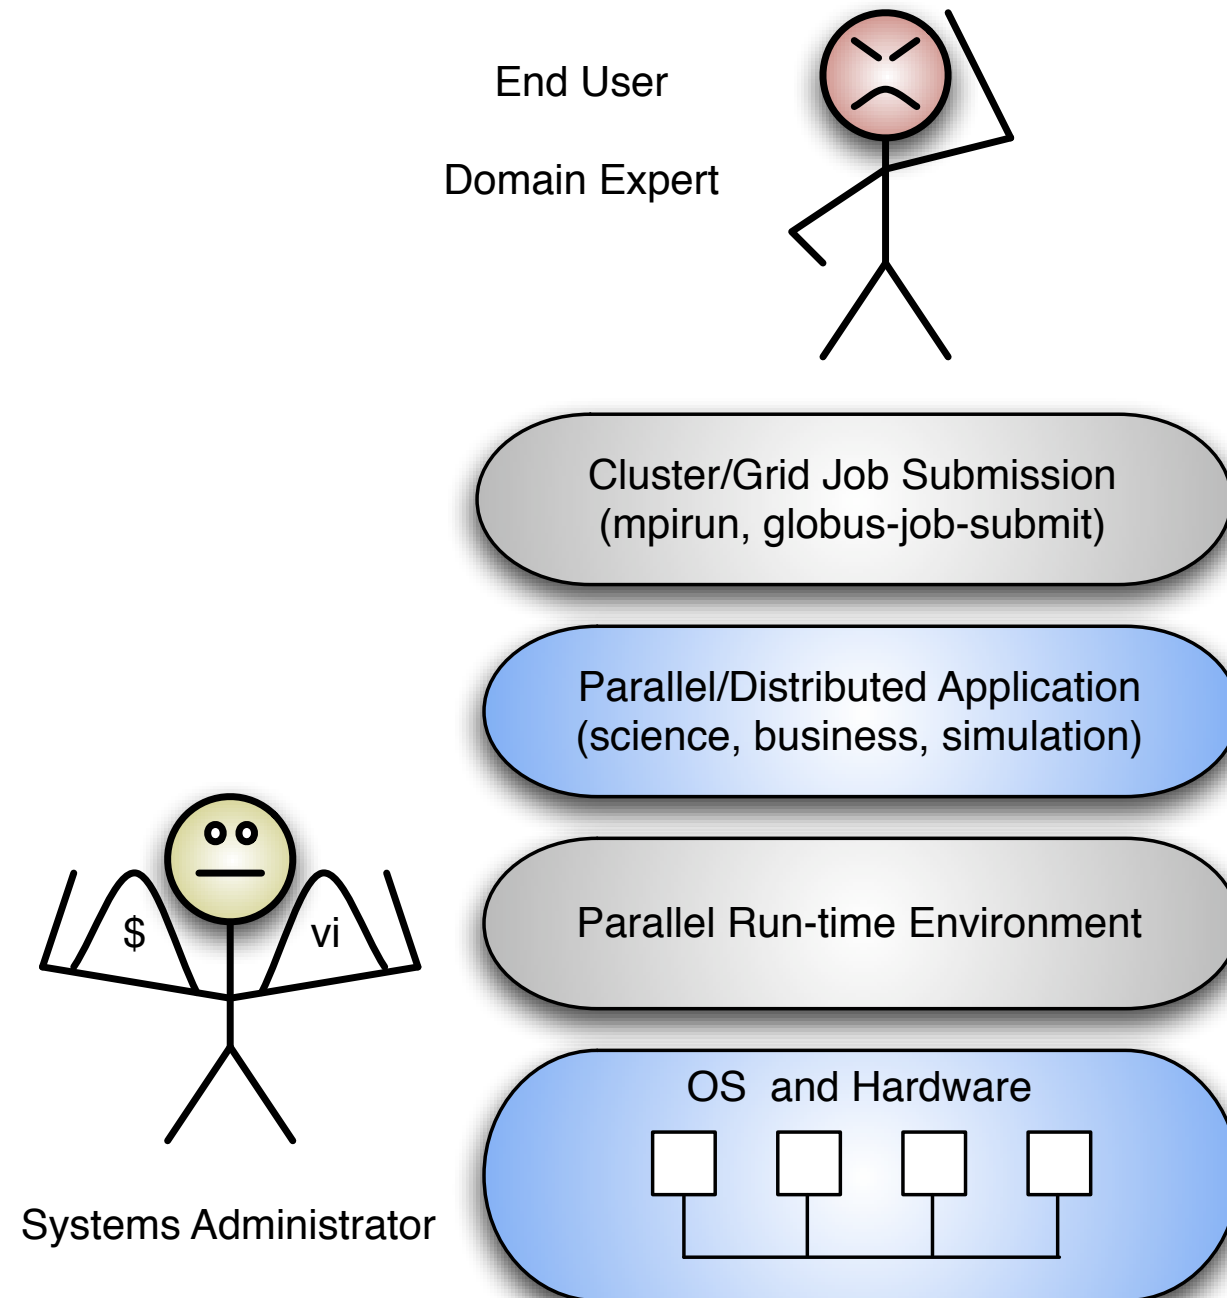 End User
Domain Expert
Cluster/Grid Job Submission
(mpirun, globus-job-submit)
Parallel/Distributed Application
(science, business, simulation)
$
vi
Parallel Run-time Environment
OS and Hardware
Systems Administrator